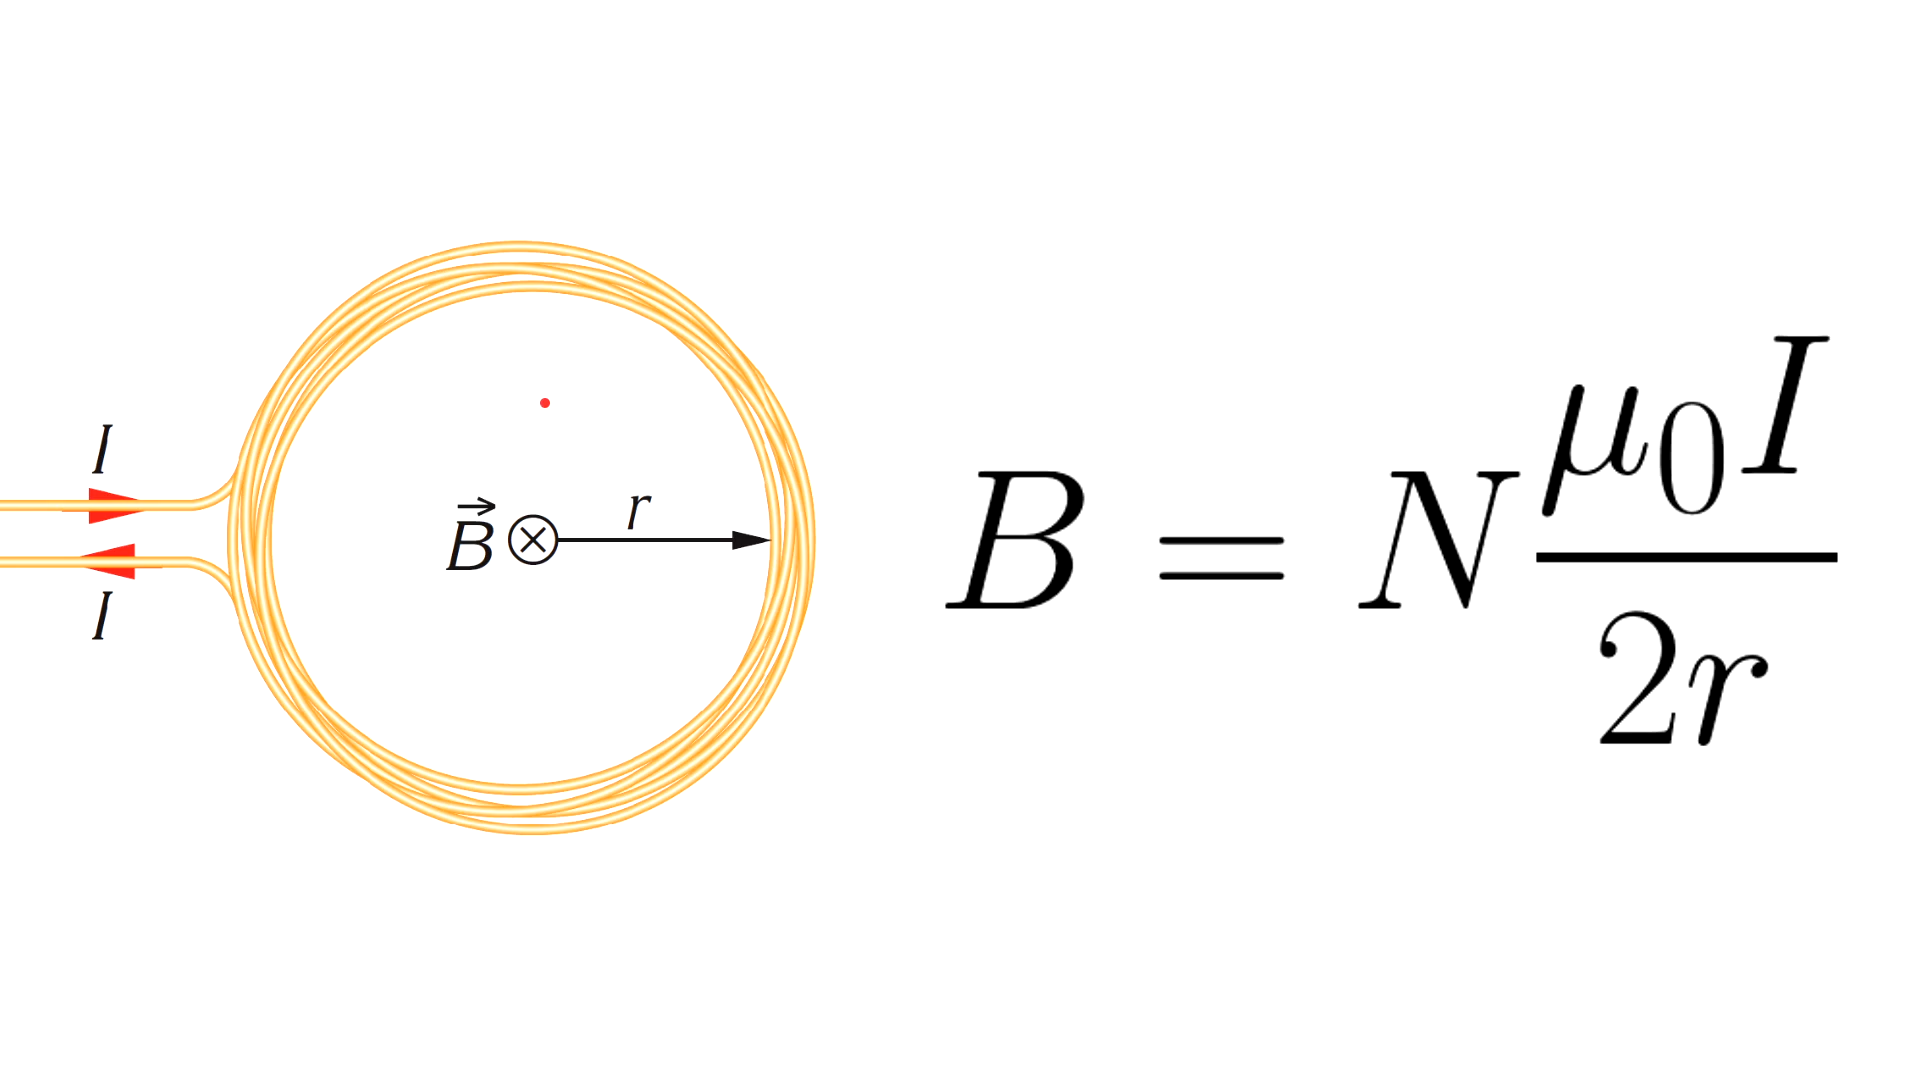 I
I
B⃗ ⊗ r
B = N μ₀I / 2r